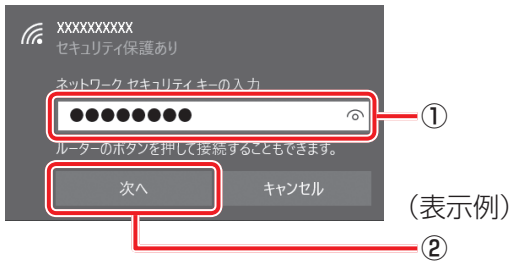 XXXXXXXXXX
セキュリティ保護あり
ネットワーク セキュリティ キーの入力
●●●●●●●●
①
ルーターのボタンを押して接続することもできます。
次へ
キャンセル
(表示例)
②